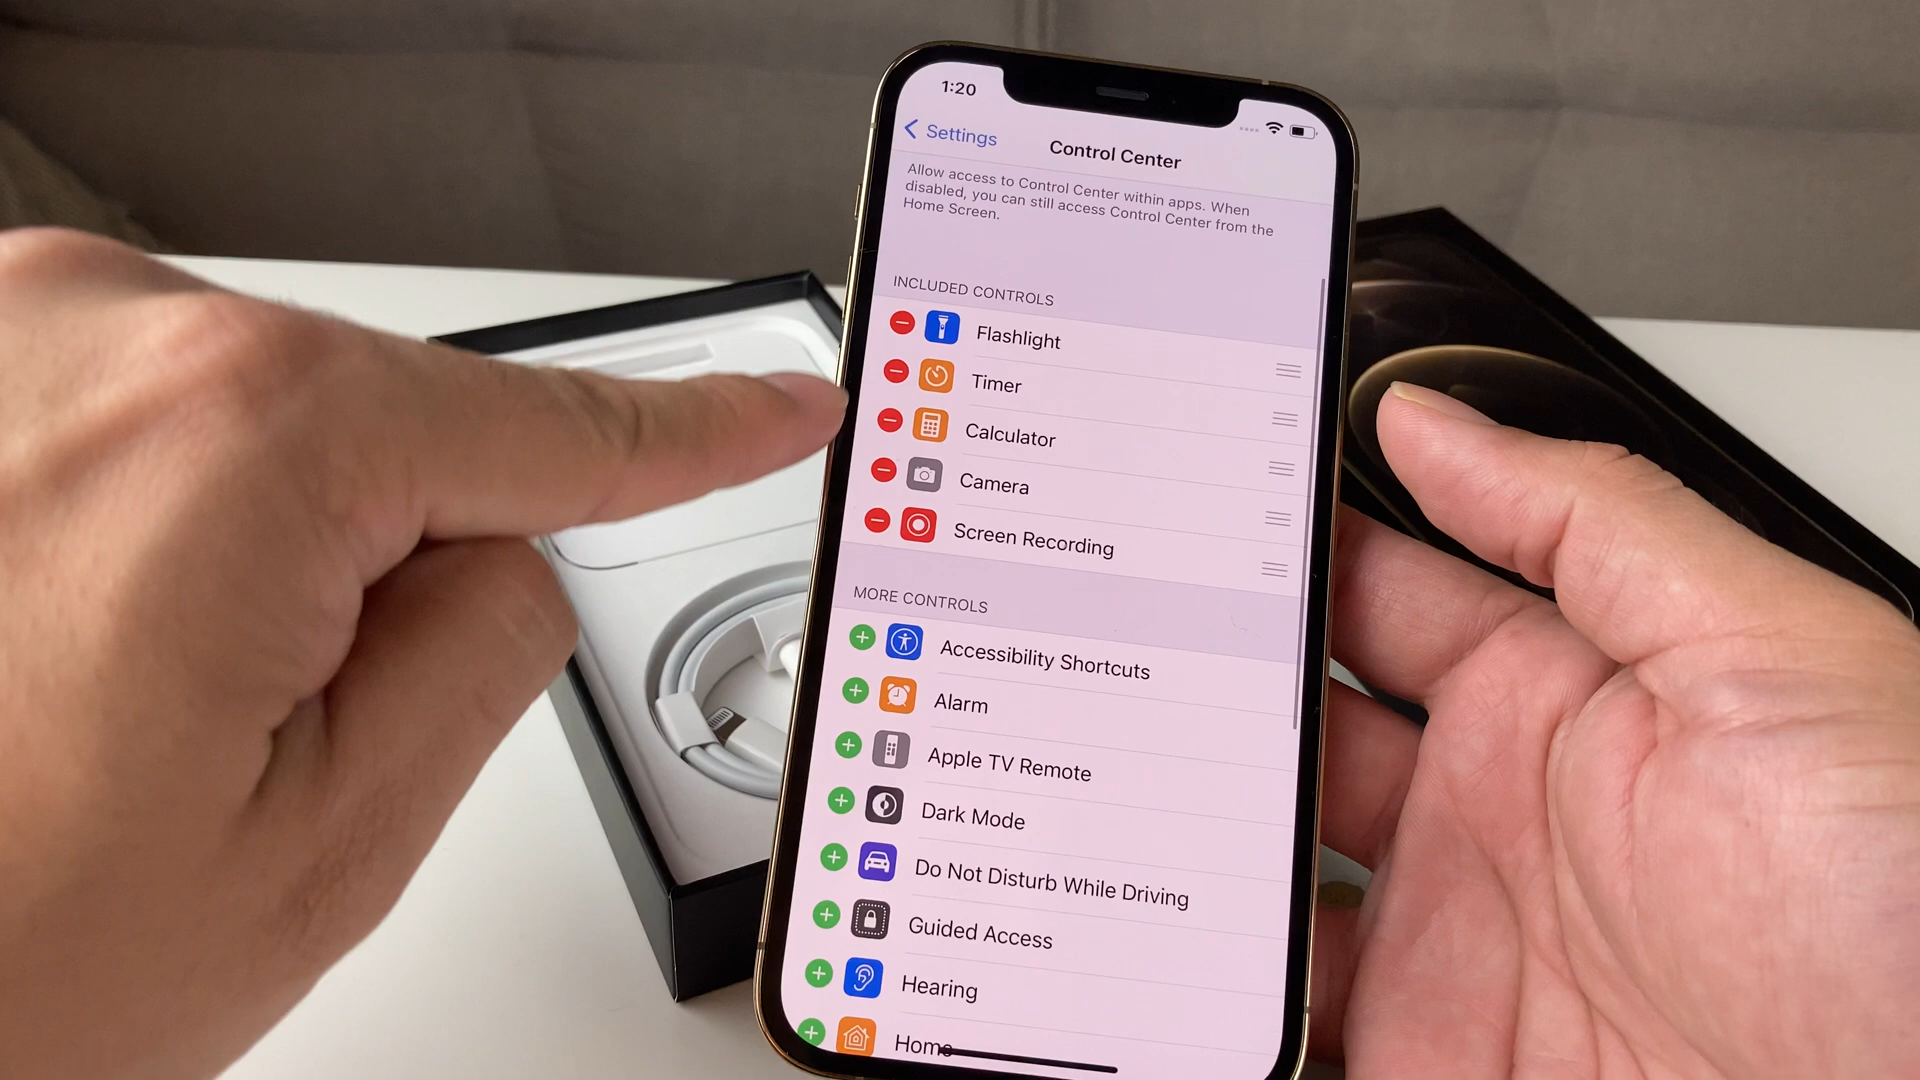 1:20
Settings
Control Center
Allow access to Control Center within apps. When
disabled, you can still access Control Center from the
Home Screen.
INCLUDED CONTROLS
Flashlight
Timer
Calculator
Camera
Screen Recording
MORE CONTROLS
Accessibility Shortcuts
Alarm
Apple TV Remote
Dark Mode
Do Not Disturb While Driving
Guided Access
Hearing
Home